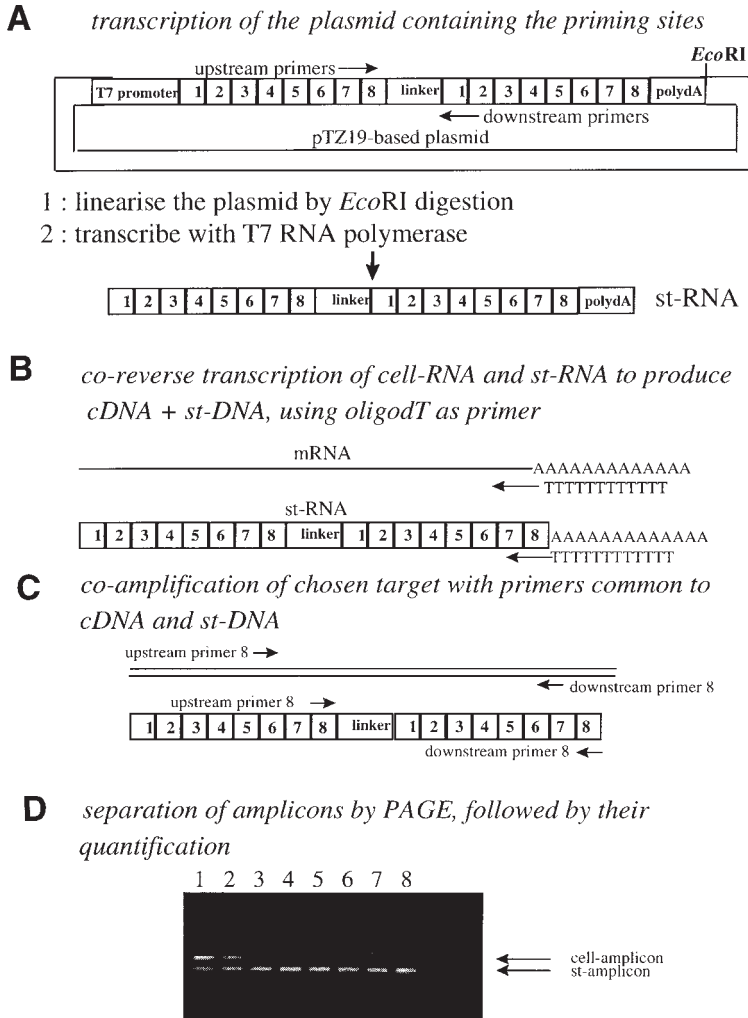 A transcription of the plasmid containing the priming sites
EcoRI
upstream primers
T7 promoter 1 2 3 4 5 6 7 8 linker 1 2 3 4 5 6 7 8 polydA
downstream primers
pTZ19-based plasmid
1 : linearise the plasmid by EcoRI digestion
2 : transcribe with T7 RNA polymerase
1 2 3 4 5 6 7 8 linker 1 2 3 4 5 6 7 8 polydA st-RNA
B co-reverse transcription of cell-RNA and st-RNA to produce
cDNA + st-DNA, using oligodT as primer
mRNA
AAAAAAAAAAAAA
TTTTTTTTTTTT
st-RNA
1 2 3 4 5 6 7 8 linker 1 2 3 4 5 6 7 8 AAAAAAAAAAAAA
TTTTTTTTTTTT
C co-amplification of chosen target with primers common to
cDNA and st-DNA
upstream primer 8
downstream primer 8
upstream primer 8
1 2 3 4 5 6 7 8 linker 1 2 3 4 5 6 7 8
downstream primer 8
D separation of amplicons by PAGE, followed by their
quantification
1 2 3 4 5 6 7 8
cell-amplicon
st-amplicon